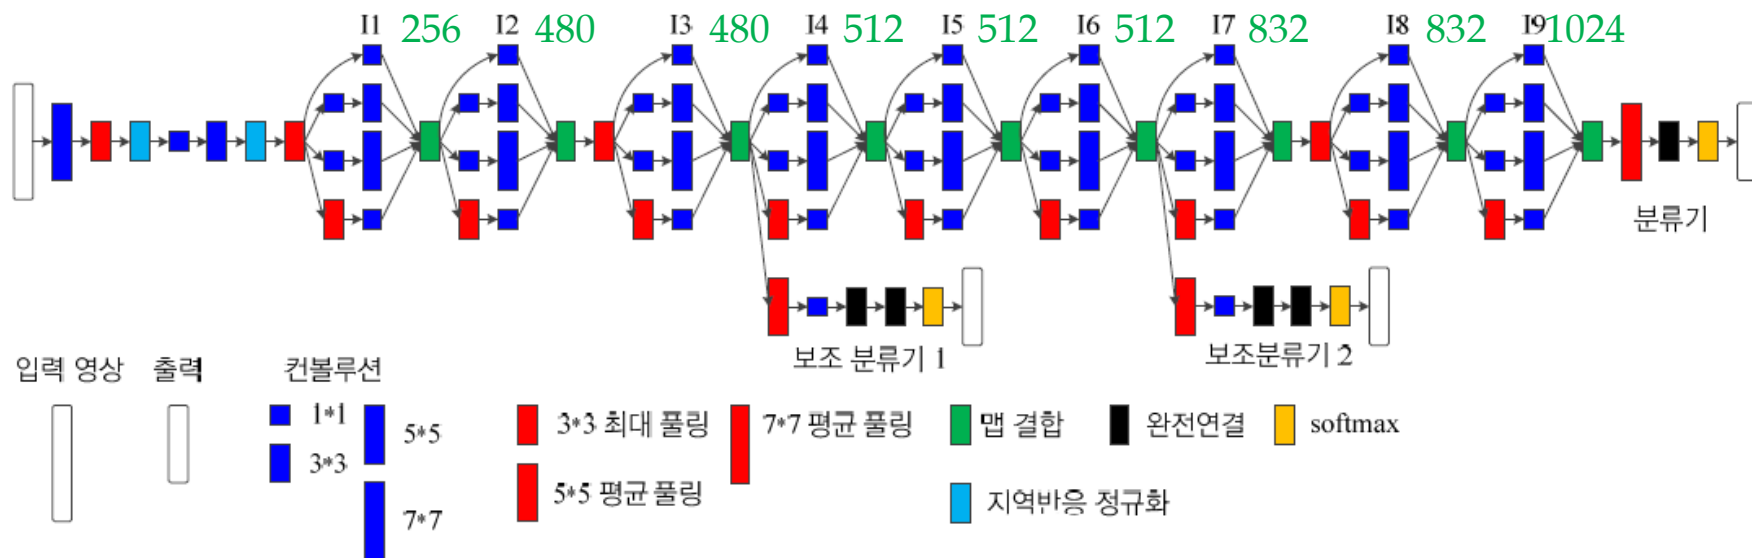 I1 256 I2 480 I3 480 I4 512 I5 512 I6 512 I7 832 I8 832 I9 1024
분류기
보조 분류기 1
보조분류기 2
입력 영상 출력 컨볼루션
1*1
3*3
5*5
7*7
3*3 최대 풀링
5*5 평균 풀링
7*7 평균 풀링
맵 결합
지역반응 정규화
완전연결
softmax